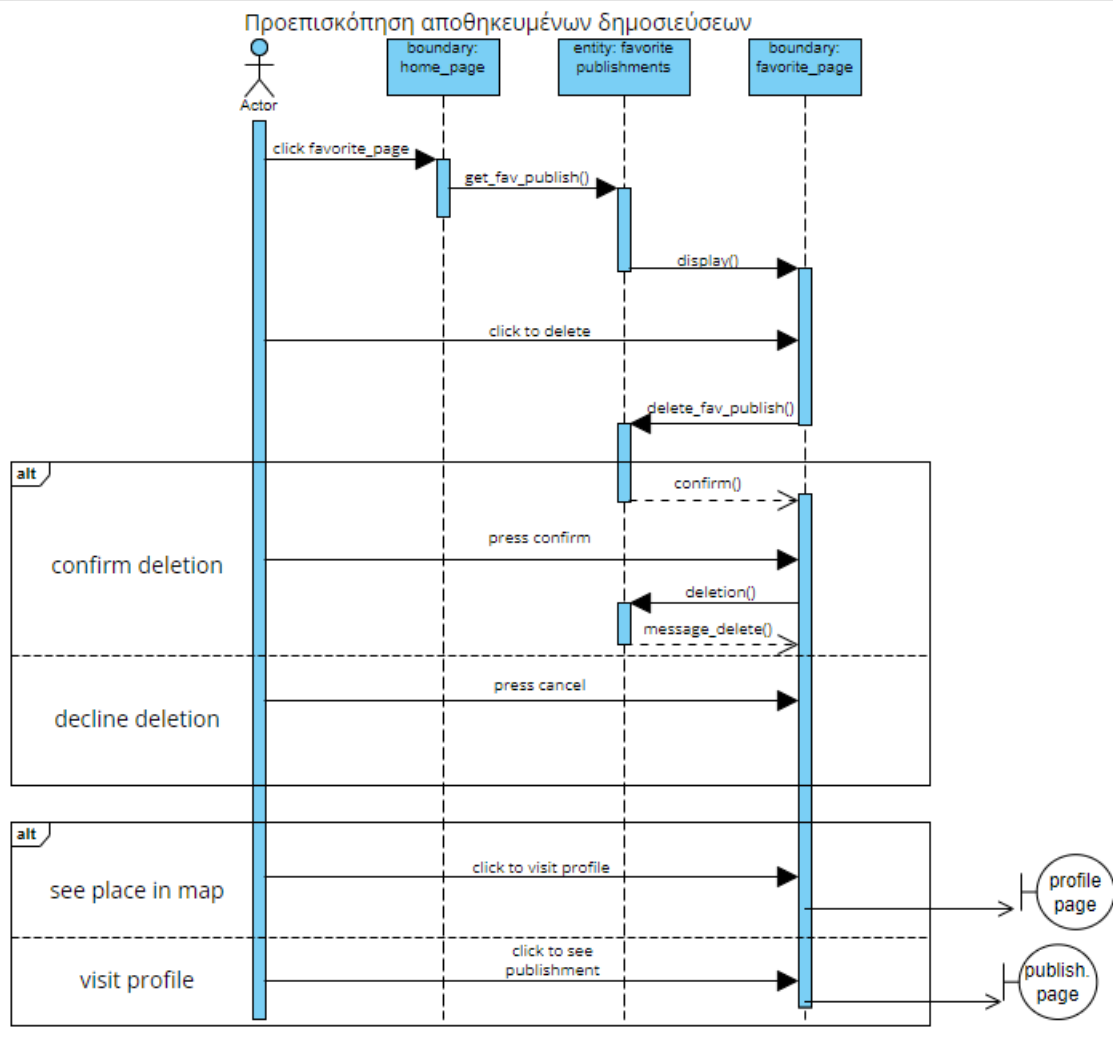 Προεπισκόπηση αποθηκευμένων δημοσιεύσεων
boundary:
home_page
entity: favorite
publishments
boundary:
favorite_page
Actor
click favorite_page
get_fav_publish()
display()
click to delete
delete_fav_publish()
alt
confirm()
press confirm
confirm deletion
deletion()
message_delete()
press cancel
decline deletion
alt
click to visit profile
see place in map
profile
page
click to see
publishment
visit profile
publish.
page